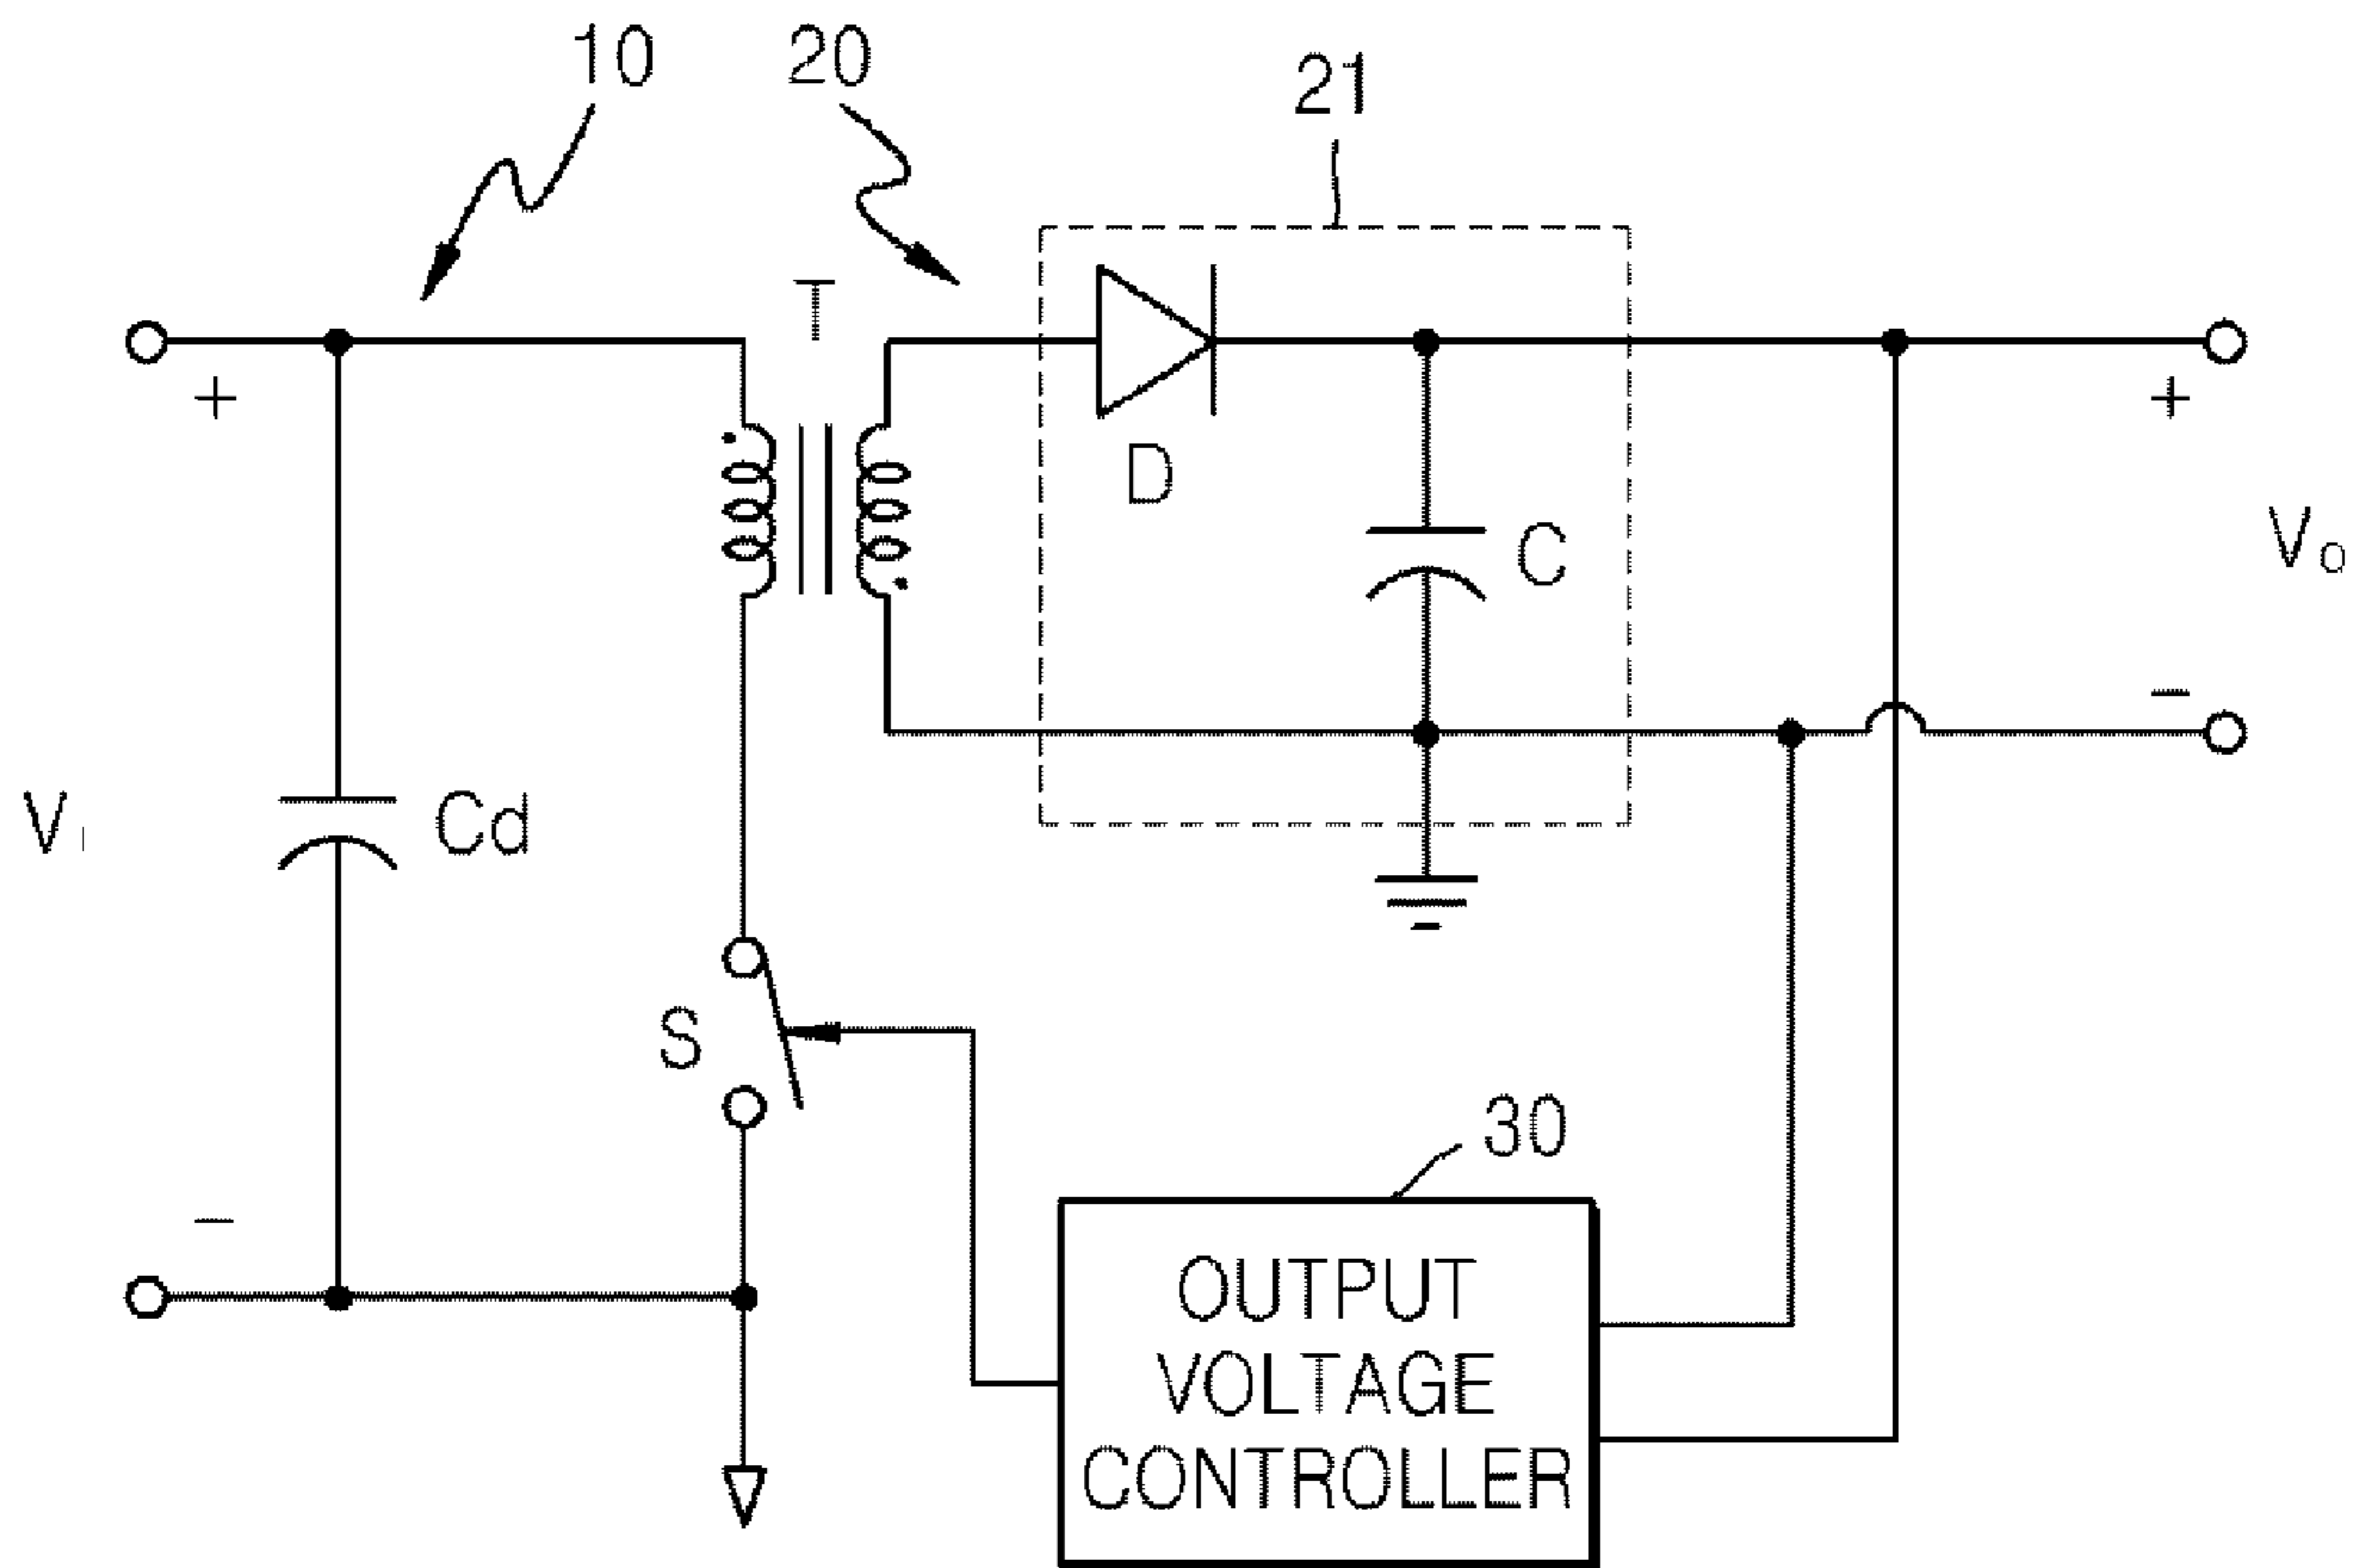 10
20
21
T
+
+
D
C
Vo
−
Vi
Cd
S
30
−
OUTPUT
VOLTAGE
CONTROLLER